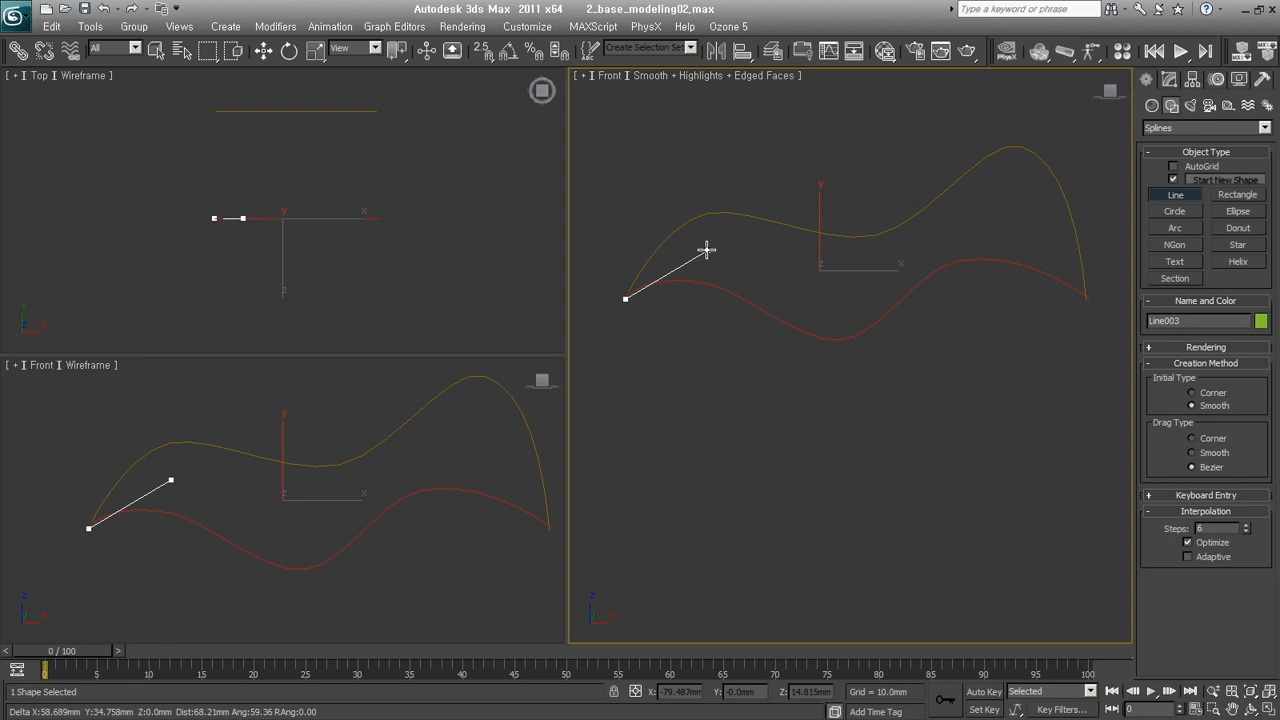 Autodesk 3ds Max 2011 x64 2_base_modeling02.max
Type a keyword or phrase
Edit Tools Group Views Create Modifiers Animation Graph Editors Rendering Customize MAXScript PhysX Help Ozone 5
All View 2.5 Create Selection Set PhysX
[ + ] Top | Wireframe ]
[ + ] Front | Smooth + Highlights + Edged Faces ]
Splines
Object Type
AutoGrid
Start New Shape
Line Rectangle
Circle Ellipse
Arc Donut
NGon Star
Text Helix
Section
Name and Color
Line003
Rendering
Creation Method
Initial Type
Corner
Smooth
Drag Type
Corner
Smooth
Bezier
Keyboard Entry
Interpolation
Steps: 6
Optimize
Adaptive
y
x
z
[ + ] Front | Wireframe ]
y
x
z
y
x
z
0 / 100
0 5 10 15 20 25 30 35 40 45 50 55 60 65 70 75 80 85 90 95 100
1 Shape Selected X: -79.487mm Y: -0.0mm Z: 14.815mm Grid = 10.0mm Auto Key Selected
Delta X:58.689mm Y:34.758mm Z:0.0mm Dist:68.21mm Ang:59.36 RAng:0.00 Add Time Tag Set Key Key Filters... 0